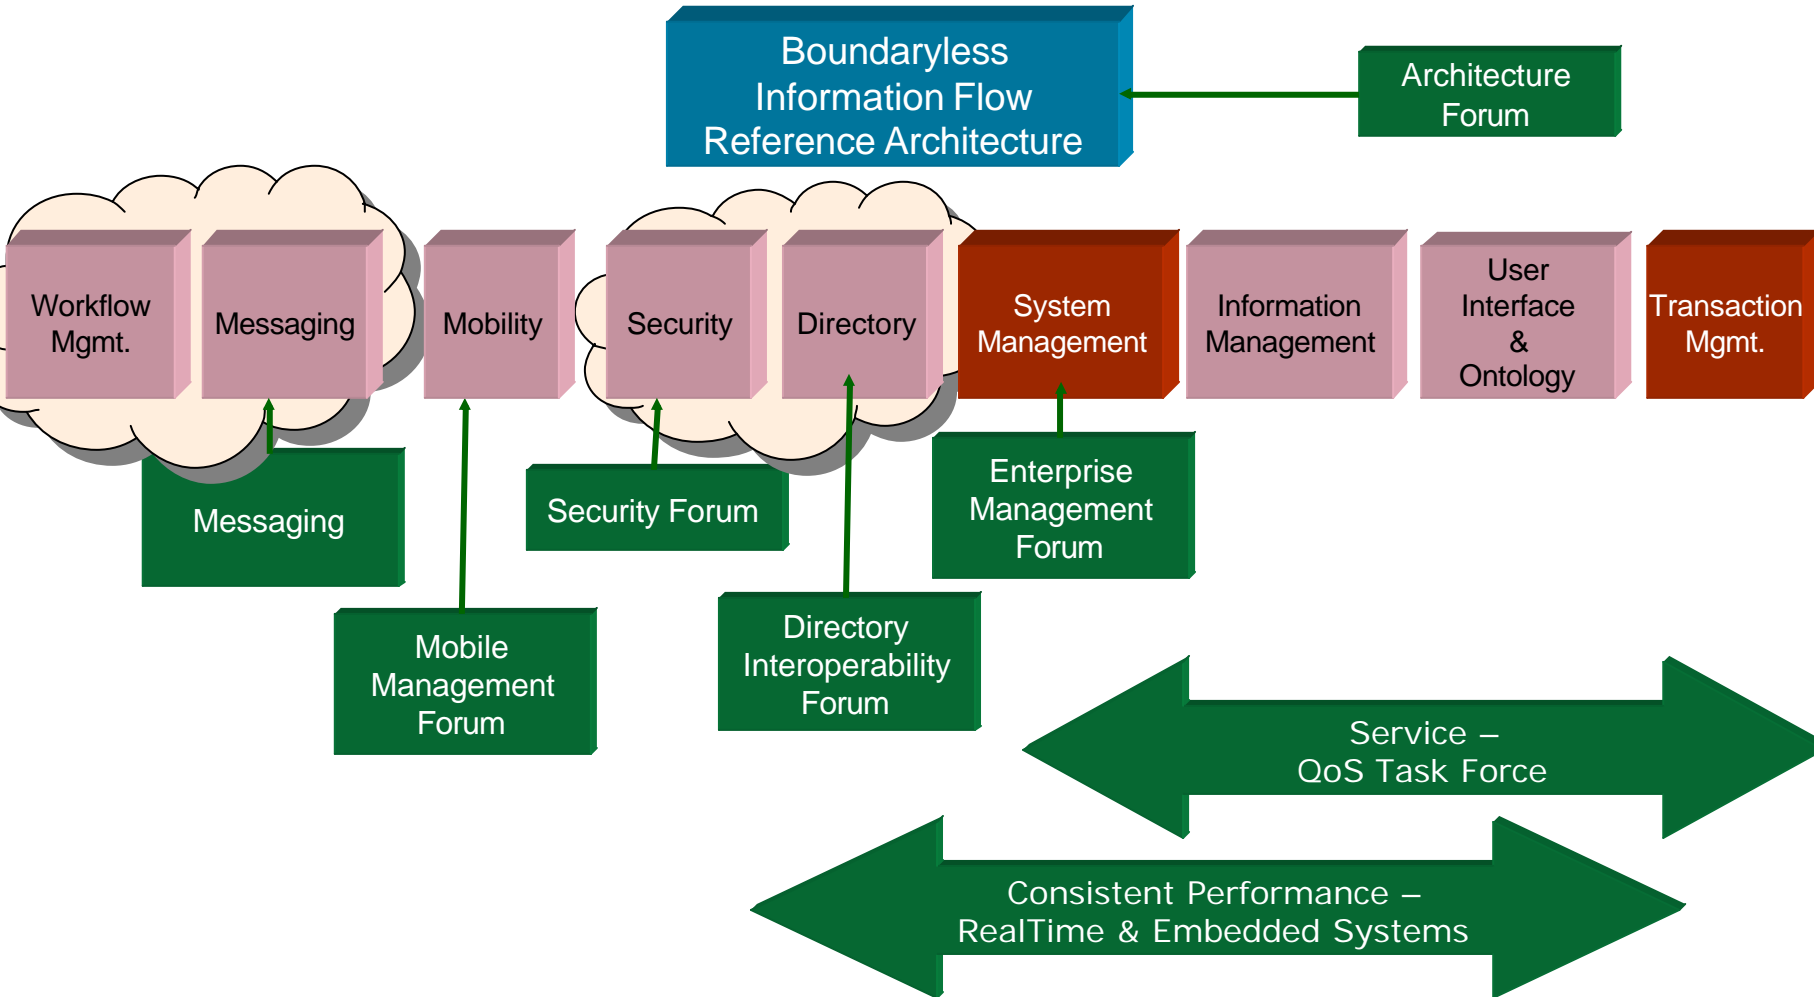 Boundaryless
Information Flow
Reference Architecture
Architecture
Forum
Workflow
Mgmt.
Messaging
Mobility
Security
Directory
System
Management
Information
Management
User
Interface
&
Ontology
Transaction
Mgmt.
Messaging
Security Forum
Enterprise
Management
Forum
Mobile
Management
Forum
Directory
Interoperability
Forum
Service –
QoS Task Force
Consistent Performance –
RealTime & Embedded Systems